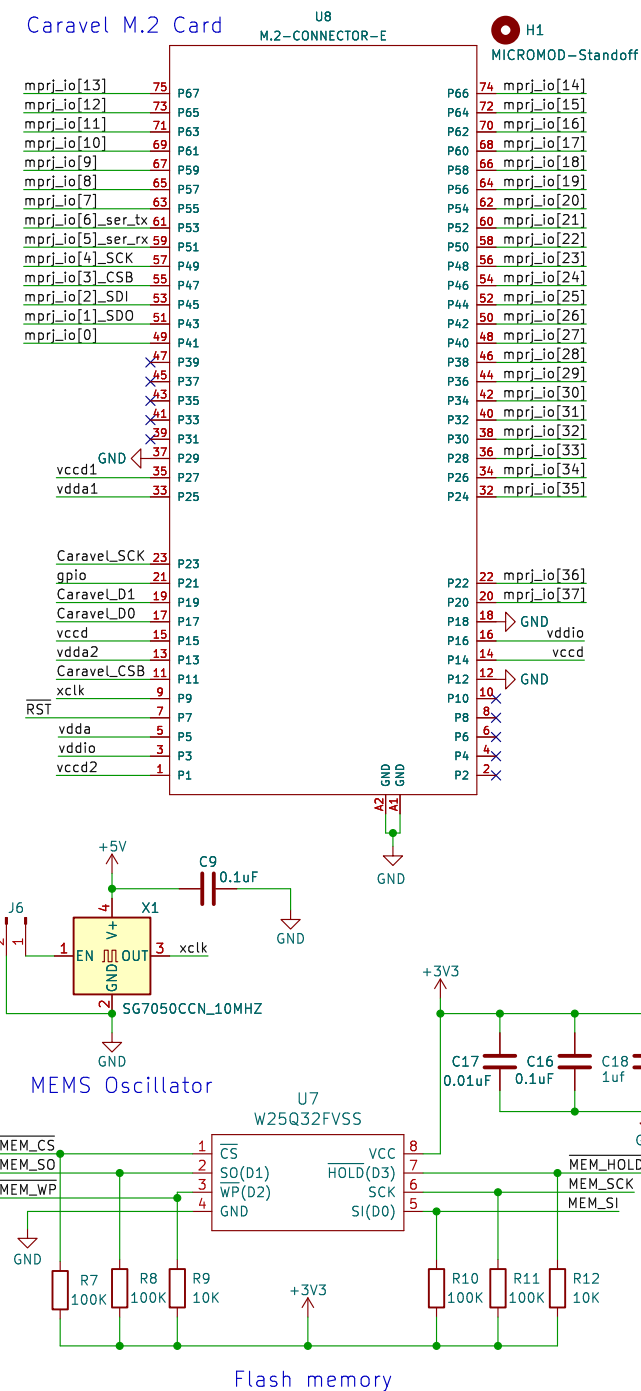 Caravel M.2 Card
U8
M.2-CONNECTOR-E
H1
MICROMOD-Standoff
mprj_io[13] 75 P67 P66 74 mprj_io[14]
mprj_io[12] 73 P65 P64 72 mprj_io[15]
mprj_io[11] 71 P63 P62 70 mprj_io[16]
mprj_io[10] 69 P61 P60 68 mprj_io[17]
mprj_io[9] 67 P59 P58 66 mprj_io[18]
mprj_io[8] 65 P57 P56 64 mprj_io[19]
mprj_io[7] 63 P55 P54 62 mprj_io[20]
mprj_io[6]_ser_tx 61 P53 P52 60 mprj_io[21]
mprj_io[5]_ser_rx 59 P51 P50 58 mprj_io[22]
mprj_io[4]_SCK 57 P49 P48 56 mprj_io[23]
mprj_io[3]_CSB 55 P47 P46 54 mprj_io[24]
mprj_io[2]_SDI 53 P45 P44 52 mprj_io[25]
mprj_io[1]_SDO 51 P43 P42 50 mprj_io[26]
mprj_io[0] 49 P41 P40 48 mprj_io[27]
47 P39 P38 46 mprj_io[28]
45 P37 P36 44 mprj_io[29]
43 P35 P34 42 mprj_io[30]
41 P33 P32 40 mprj_io[31]
39 P31 P30 38 mprj_io[32]
GND 37 P29 P28 36 mprj_io[33]
vccd1 35 P27 P26 34 mprj_io[34]
vdda1 33 P25 P24 32 mprj_io[35]
Caravel_SCK 23 P23
gpio 21 P21 P22 22 mprj_io[36]
Caravel_D1 19 P19 P20 20 mprj_io[37]
Caravel_D0 17 P17 P18 18 GND
vccd 15 P15 P16 16 vddio
vdda2 13 P13 P14 14 vccd
Caravel_CSB 11 P11 P12 12 GND
xclk 9 P9 P10 10
RST 7 P7 P8 8
vdda 5 P5 P6 6
vddio 3 P3 P4 4
vccd2 1 P1 P2 2
GND GND
A2 A1
GND
+5V
C9
0.1uF
GND
J6
2 1
X1
4
V+
1 EN OUT 3 xclk
GND
2
SG7050CCN_10MHZ
GND
MEMS Oscillator
+3V3
C17 C16 C18
0.01uF 0.1uF 1uf
U7
W25Q32FVSS
MEM_CS 1 CS VCC 8
MEM_SO 2 SO(D1) HOLD(D3) 7 MEM_HOLD
MEM_WP 3 WP(D2) SCK 6 MEM_SCK
4 GND SI(D0) 5 MEM_SI
GND
R7 R8 R9 R10 R11 R12
100K 100K 10K 100K 100K 10K
+3V3
Flash memory